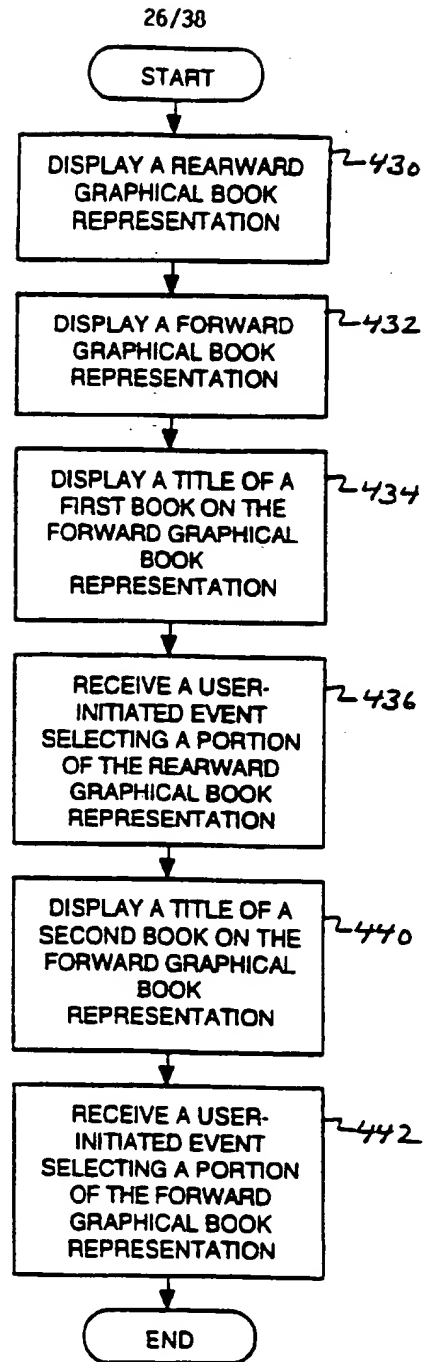 26/38
START
DISPLAY A REARWARD
GRAPHICAL BOOK
REPRESENTATION
430
DISPLAY A FORWARD
GRAPHICAL BOOK
REPRESENTATION
432
DISPLAY A TITLE OF A
FIRST BOOK ON THE
FORWARD GRAPHICAL
BOOK
REPRESENTATION
434
RECEIVE A USER-
INITIATED EVENT
SELECTING A PORTION
OF THE REARWARD
GRAPHICAL BOOK
REPRESENTATION
436
DISPLAY A TITLE OF A
SECOND BOOK ON THE
FORWARD GRAPHICAL
BOOK
REPRESENTATION
440
RECEIVE A USER-
INITIATED EVENT
SELECTING A PORTION
OF THE FORWARD
GRAPHICAL BOOK
REPRESENTATION
442
END